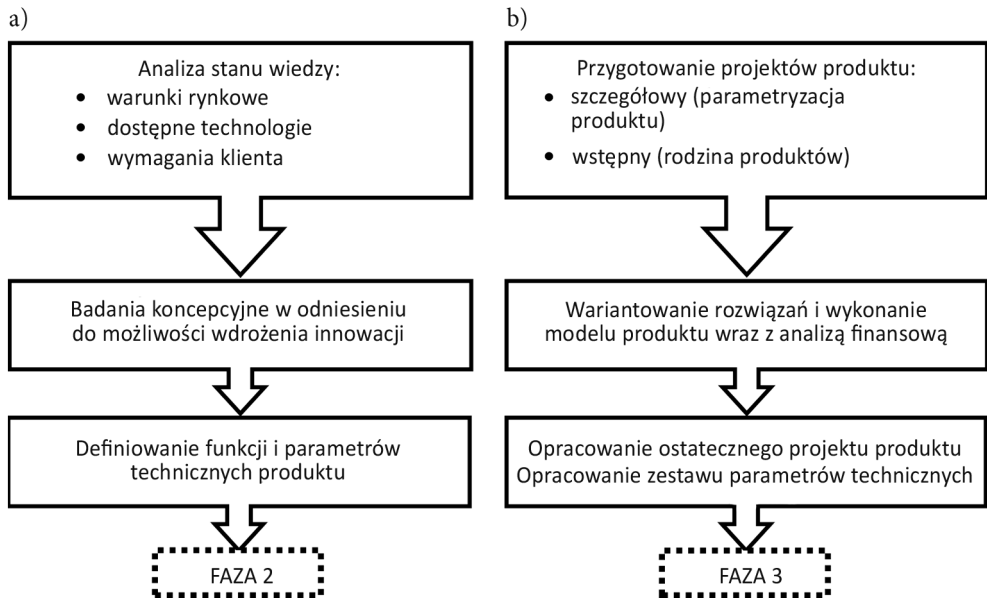 a)
Analiza stanu wiedzy:
• warunki rynkowe
• dostępne technologie
• wymagania klienta
Badania koncepcyjne w odniesieniu
do możliwości wdrożenia innowacji
Definiowanie funkcji i parametrów
technicznych produktu
FAZA 2
b)
Przygotowanie projektów produktu:
• szczegółowy (parametryzacja
produktu)
• wstępny (rodzina produktów)
Wariantowanie rozwiązań i wykonanie
modelu produktu wraz z analizą finansową
Opracowanie ostatecznego projektu produktu
Opracowanie zestawu parametrów technicznych
FAZA 3